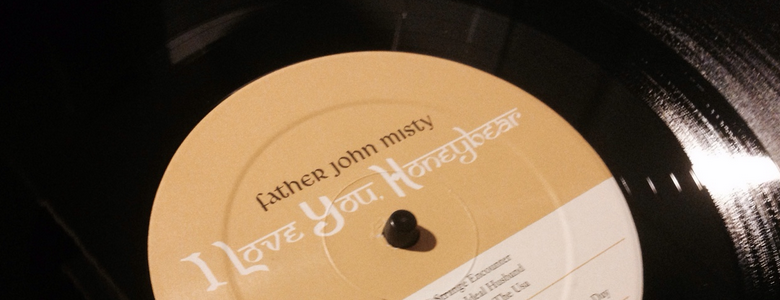 father john misty
I Love You, Honeybear
Strange Encounter
Ideal Husband
The Usa
Day